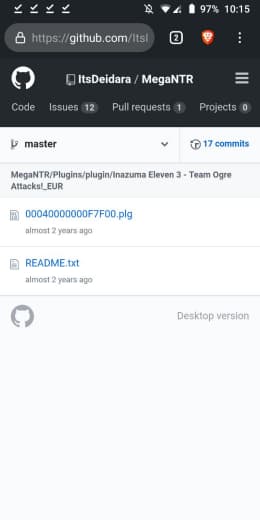 97% 10:15
https://github.com/ItsI
2
ItsDeidara / MegaNTR
Code Issues 12 Pull requests 1 Projects 0
master
17 commits
MegaNTR/Plugins/plugin/Inazuma Eleven 3 - Team Ogre
Attacks!_EUR
00040000000F7F00.plg
almost 2 years ago
README.txt
almost 2 years ago
Desktop version